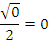 √0/2 = 0